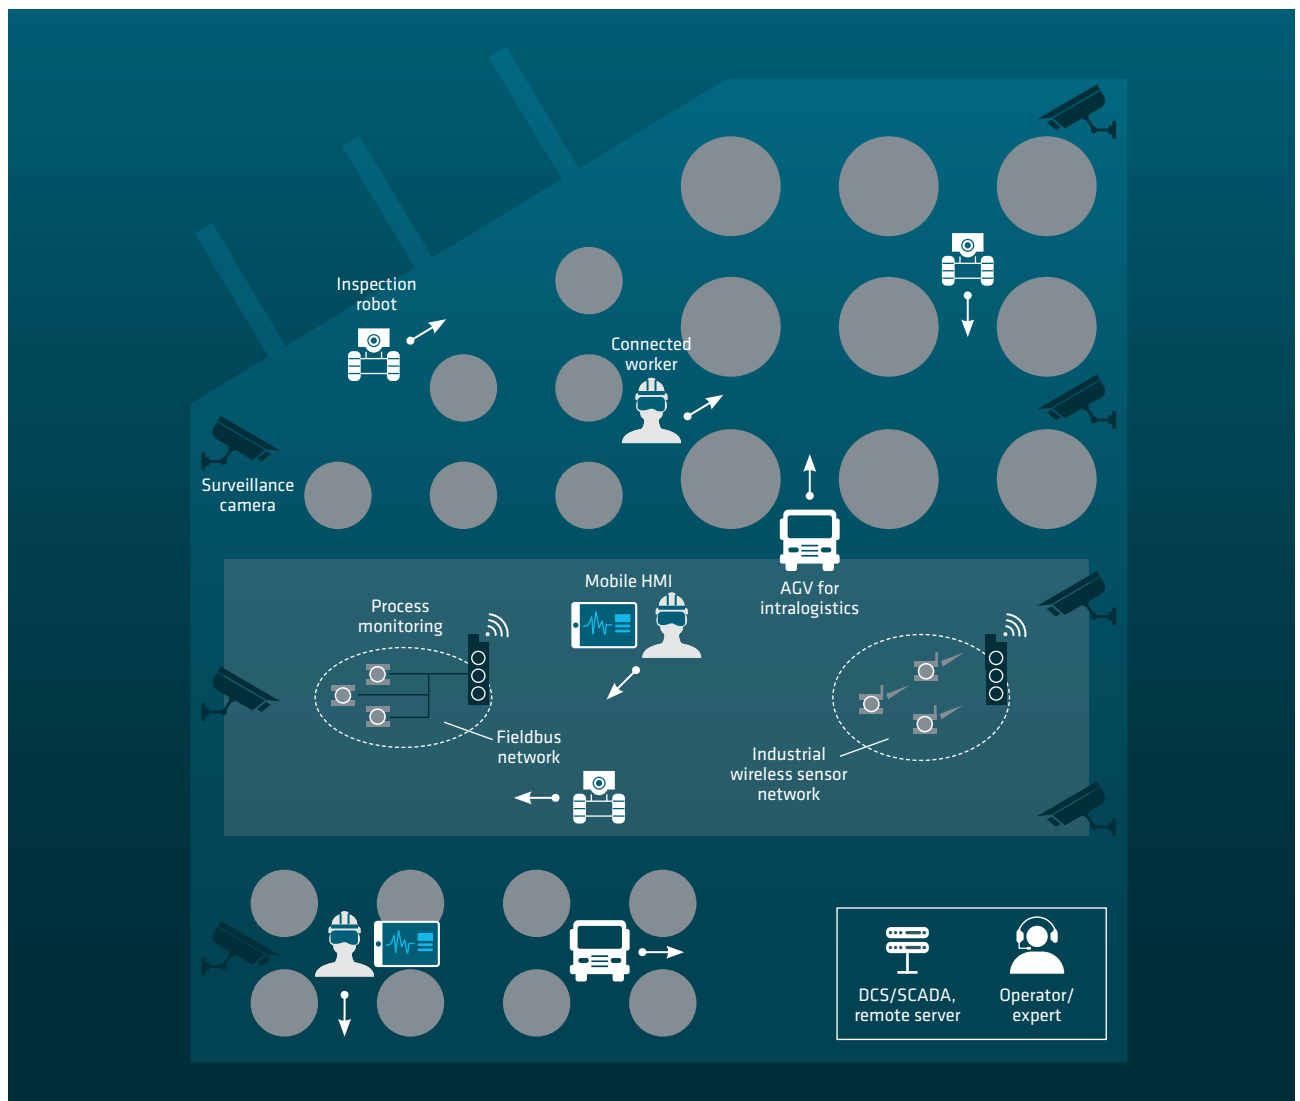 Inspection
robot
Connected
worker
Surveillance
camera
Mobile HMI
AGV for
intralogistics
Process
monitoring
Fieldbus
network
Industrial
wireless sensor
network
DCS/SCADA,
remote server
Operator/
expert